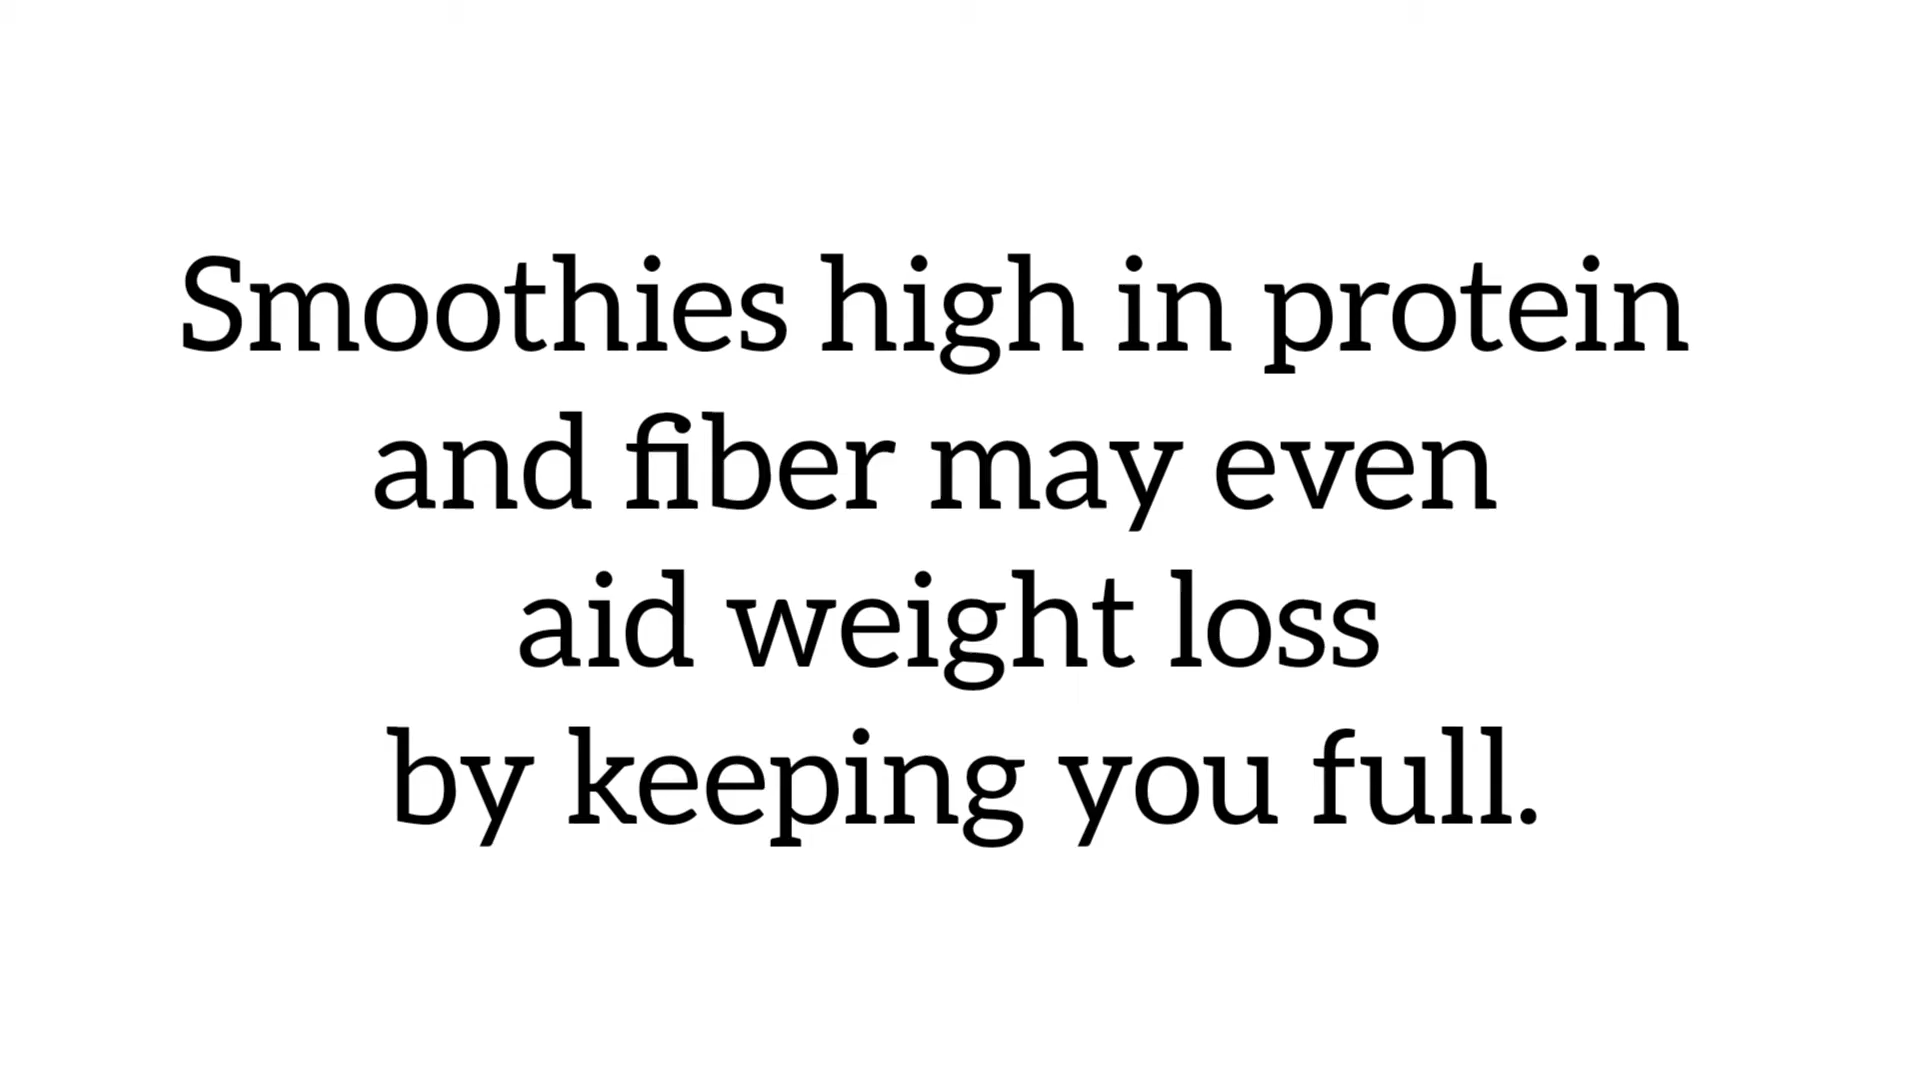 Smoothies high in protein
and fiber may even
aid weight loss
by keeping you full.